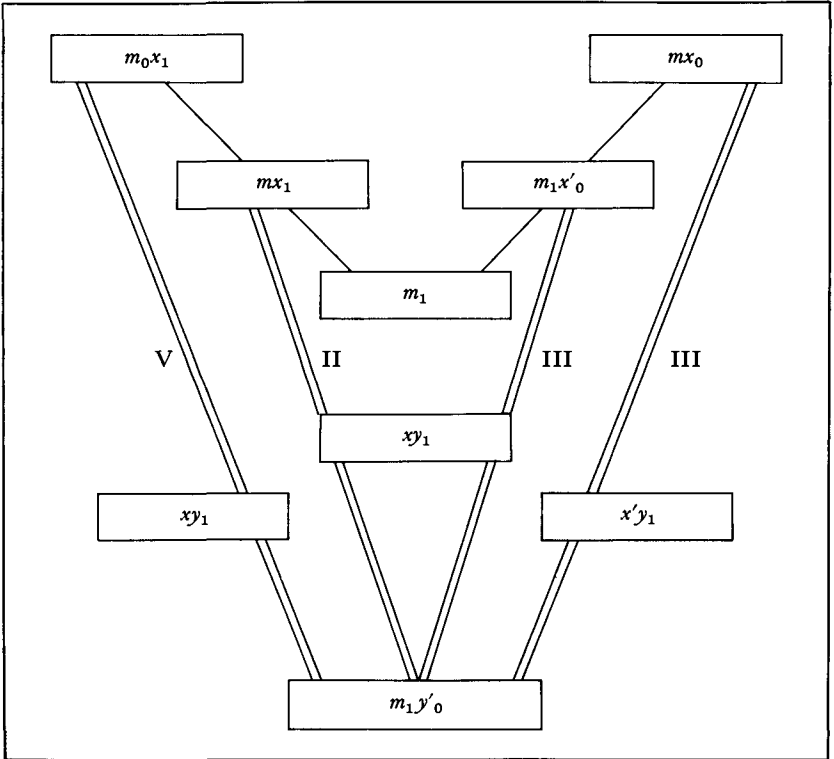 m₀x₁ mx₀
mx₁ m₁x′₀
m₁
V II III III
xy₁
xy₁ x′y₁
m₁y′₀